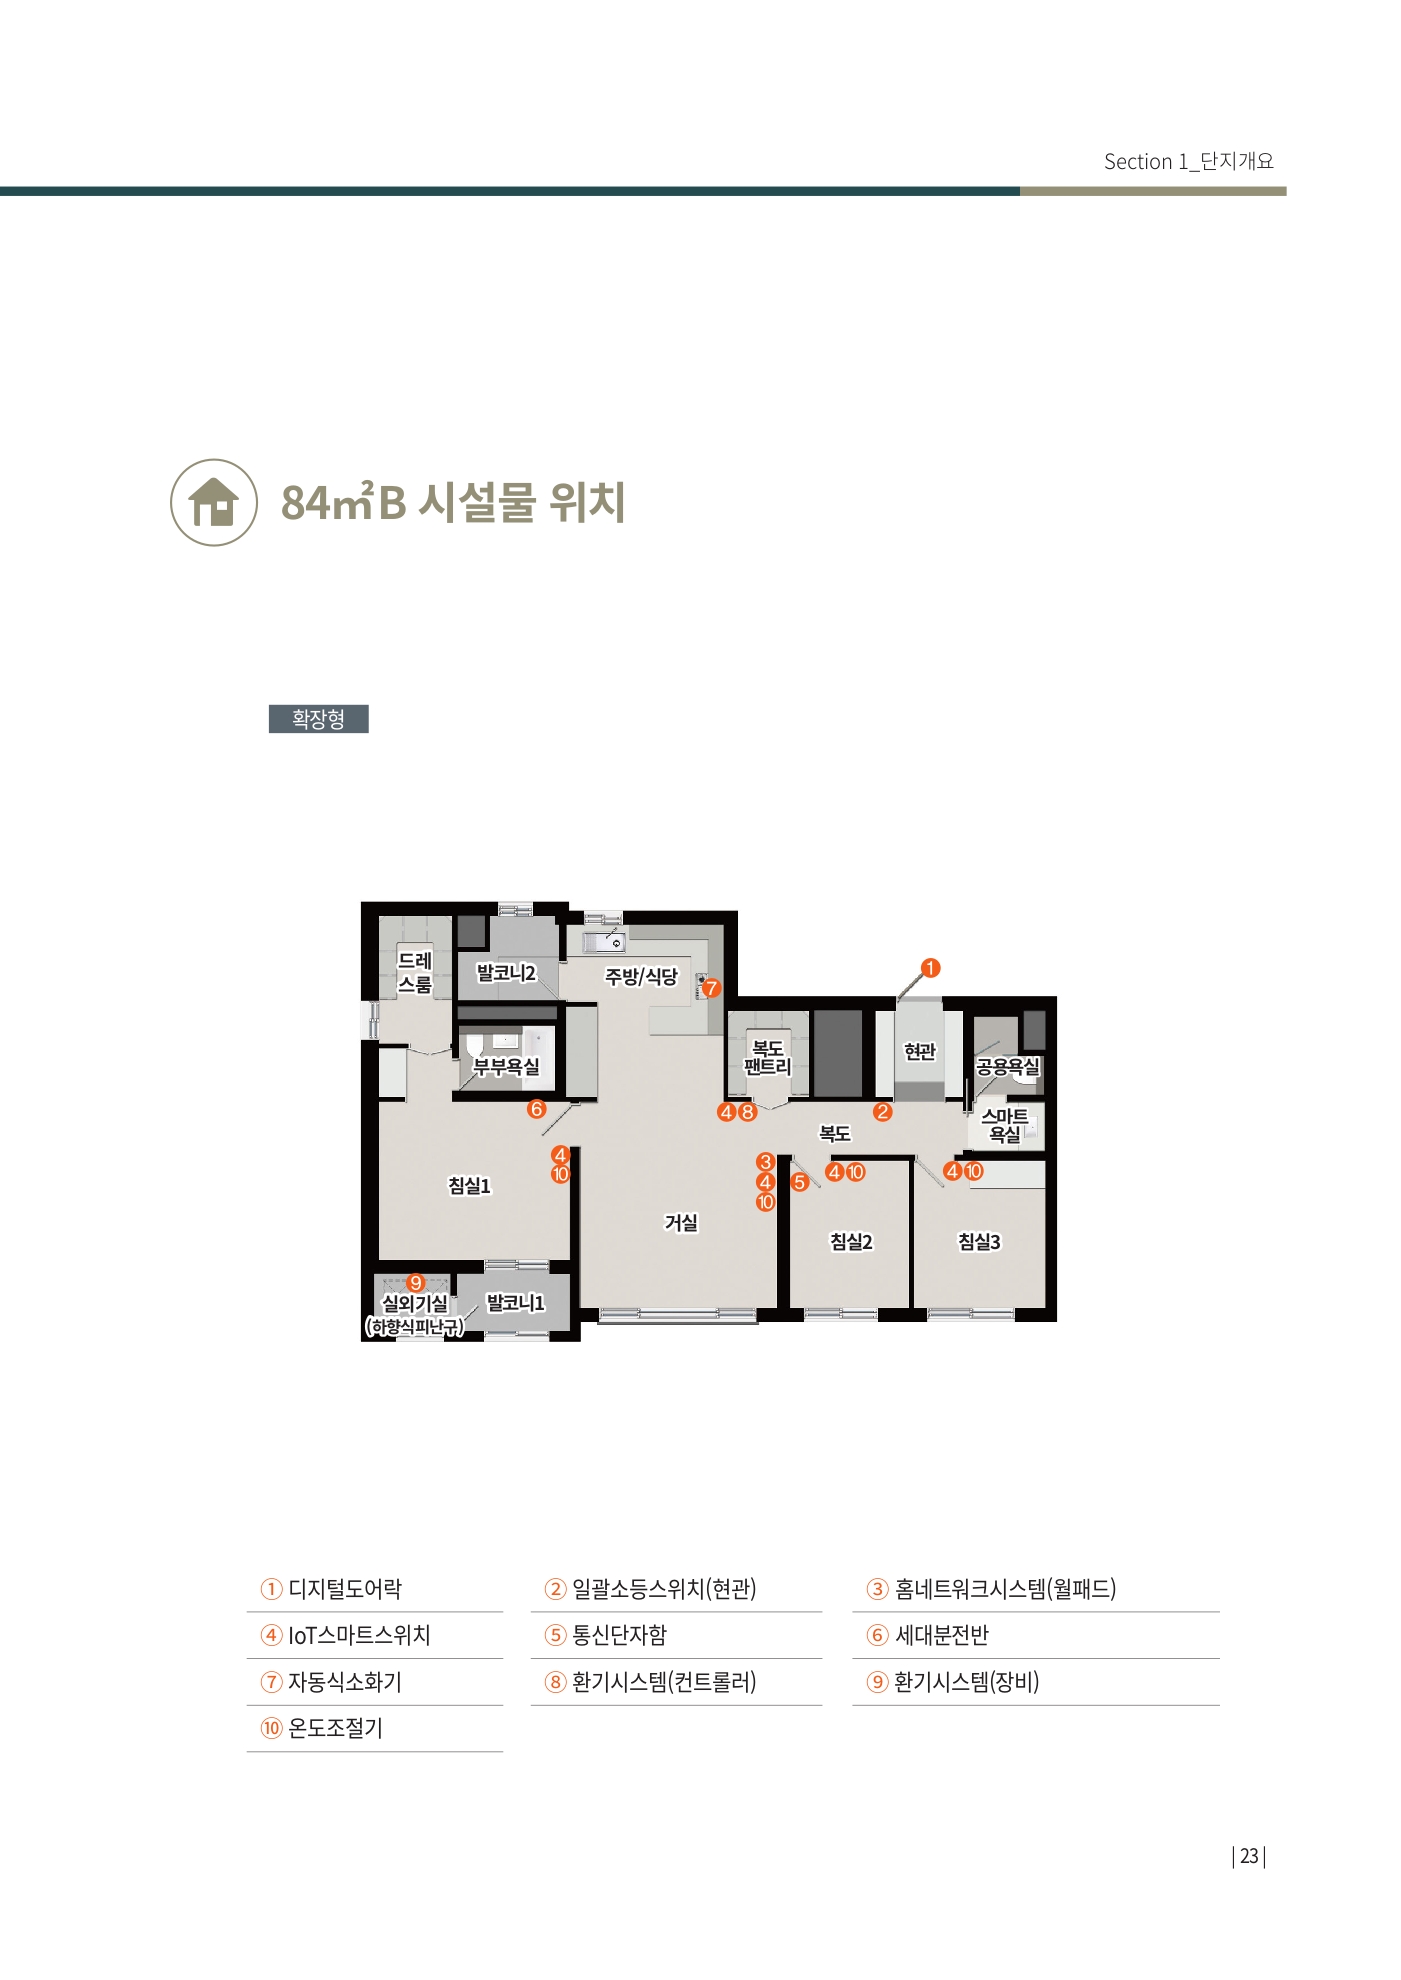 Section 1_단지개요
84㎡B 시설물 위치
확장형
①
드레
스룸
발코니2
주방/식당
⑦
복도
팬트리
현관
공용욕실
부부욕실
⑥
④ ⑧
②
스마트
욕실
복도
④
⑩
③
④
⑩
⑤
④ ⑩
④ ⑩
침실1
거실
침실2
침실3
⑨
실외기실
(하향식피난구)
발코니1
① 디지털도어락
② 일괄소등스위치(현관)
③ 홈네트워크시스템(월패드)
④ IoT스마트스위치
⑤ 통신단자함
⑥ 세대분전반
⑦ 자동식소화기
⑧ 환기시스템(컨트롤러)
⑨ 환기시스템(장비)
⑩ 온도조절기
| 23 |